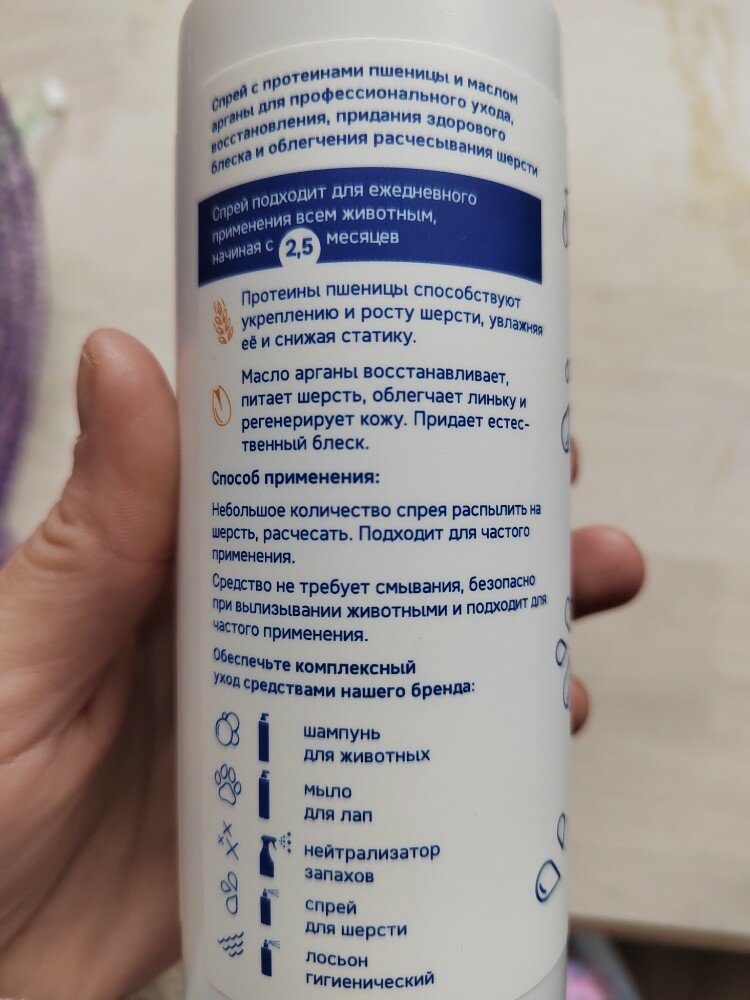 Спрей с протеинами пшеницы и маслом
арганы для профессионального ухода,
восстановления, придания здорового
блеска и облегчения расчесывания шерсти
Спрей подходит для ежедневного
применения всем животным,
начиная с 2,5 месяцев
Протеины пшеницы способствуют
укреплению и росту шерсти, увлажняя
её и снижая статику.
Масло арганы восстанавливает,
питает шерсть, облегчает линьку и
регенерирует кожу. Придает естес-
твенный блеск.
Способ применения:
Небольшое количество спрея распылить на
шерсть, расчесать. Подходит для частого
применения.
Средство не требует смывания, безопасно
при вылизывании животными и подходит для
частого применения.
Обеспечьте комплексный
уход средствами нашего бренда:
шампунь
для животных
мыло
для лап
нейтрализатор
запахов
спрей
для шерсти
лосьон
гигиенический